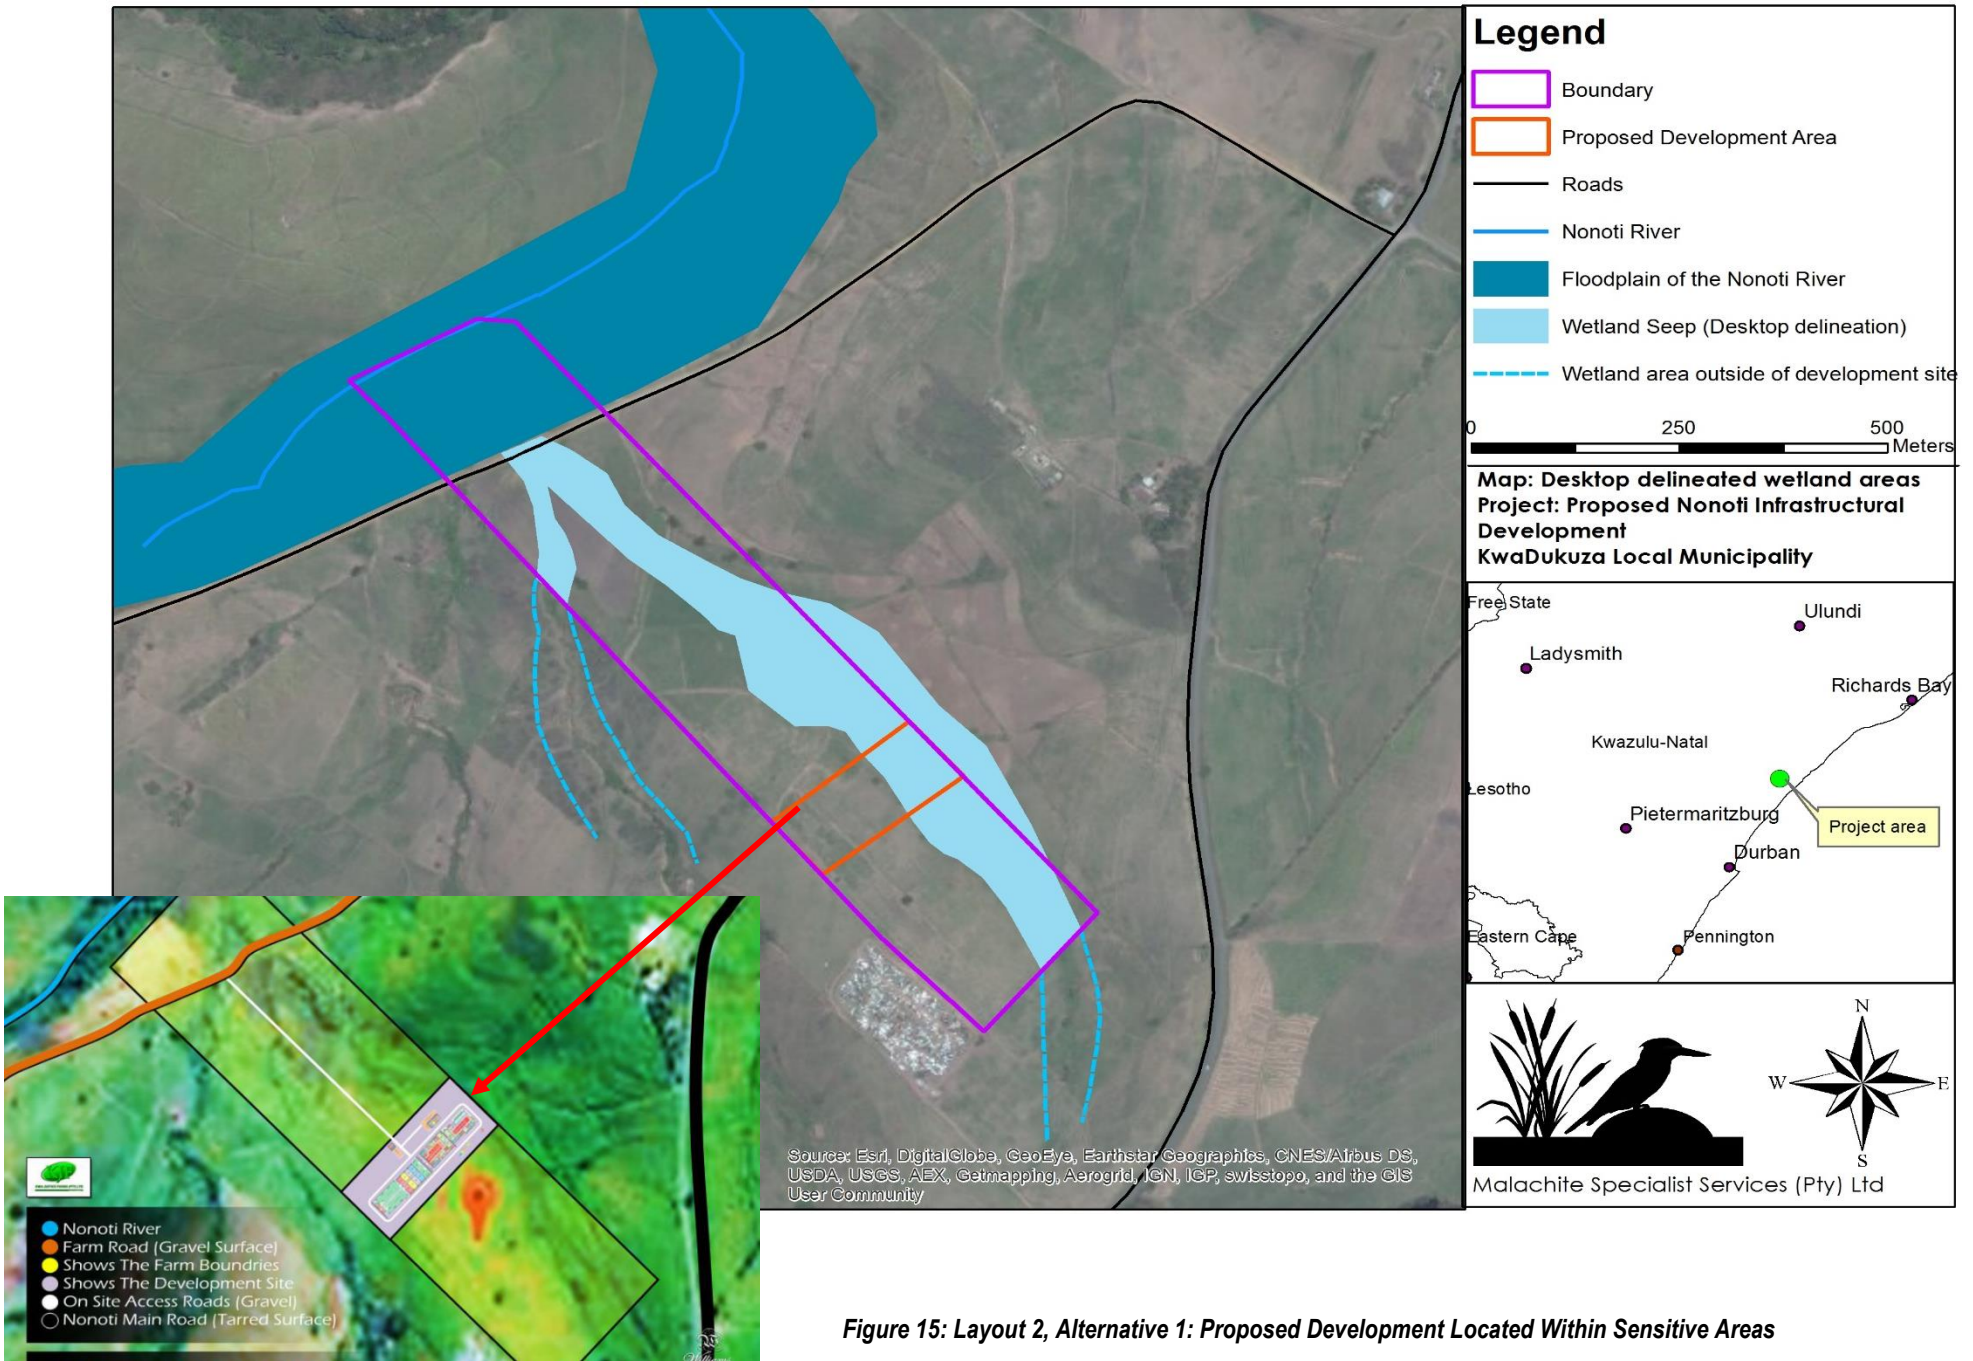 Legend
Boundary
Proposed Development Area
Roads
Nonoti River
Floodplain of the Nonoti River
Wetland Seep (Desktop delineation)
Wetland area outside of development site
0 250 500
Meters
Map: Desktop delineated wetland areas
Project: Proposed Nonoti Infrastructural
Development
KwaDukuza Local Municipality
Free State
Ulundi
Ladysmith
Richards Bay
Kwazulu-Natal
Lesotho
Pietermaritzburg
Project area
Durban
Eastern Cape
Pennington
N
W E
S
Malachite Specialist Services (Pty) Ltd
Source: Esri, DigitalGlobe, GeoEye, Earthstar Geographics, CNES/Airbus DS,
USDA, USGS, AEX, Getmapping, Aerogrid, IGN, IGP, swisstopo, and the GIS
User Community
Nonoti River
Farm Road (Gravel Surface)
Shows The Farm Boundries
Shows The Development Site
On Site Access Roads (Gravel)
Nonoti Main Road (Tarred Surface)
Figure 15: Layout 2, Alternative 1: Proposed Development Located Within Sensitive Areas